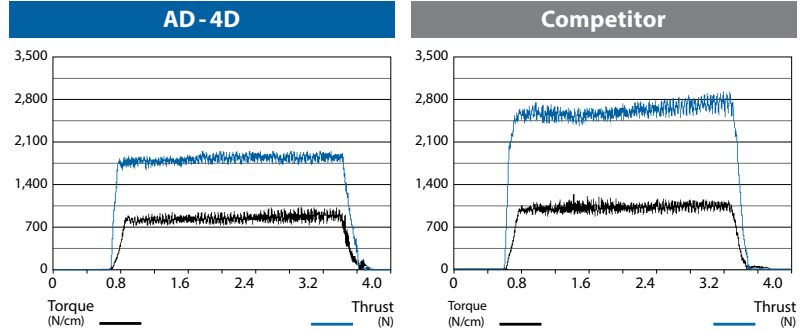 AD-4D
3,500
2,800
2,100
1,400
700
0
0 0.8 1.6 2.4 3.2 4.0
Torque Thrust
(N/cm) (N)
Competitor
3,500
2,800
2,100
1,400
700
0
0 0.8 1.6 2.4 3.2 4.0
Torque Thrust
(N/cm) (N)